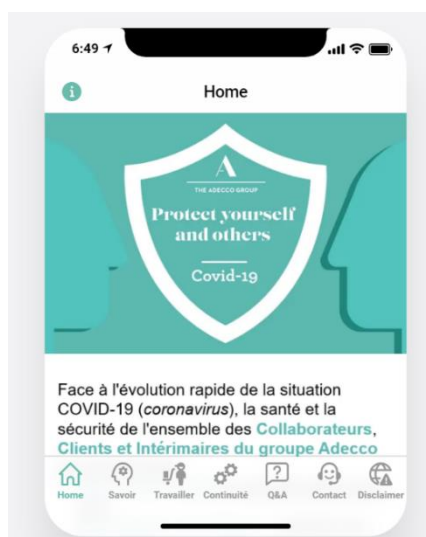 6:49
Home
A
THE ADECCO GROUP
Protect yourself
and others
Covid-19
Face à l'évolution rapide de la situation
COVID-19 (coronavirus), la santé et la
sécurité de l'ensemble des Collaborateurs,
Clients et Intérimaires du groupe Adecco
Home Savoir Travailler Continuité Q&A Contact Disclaimer